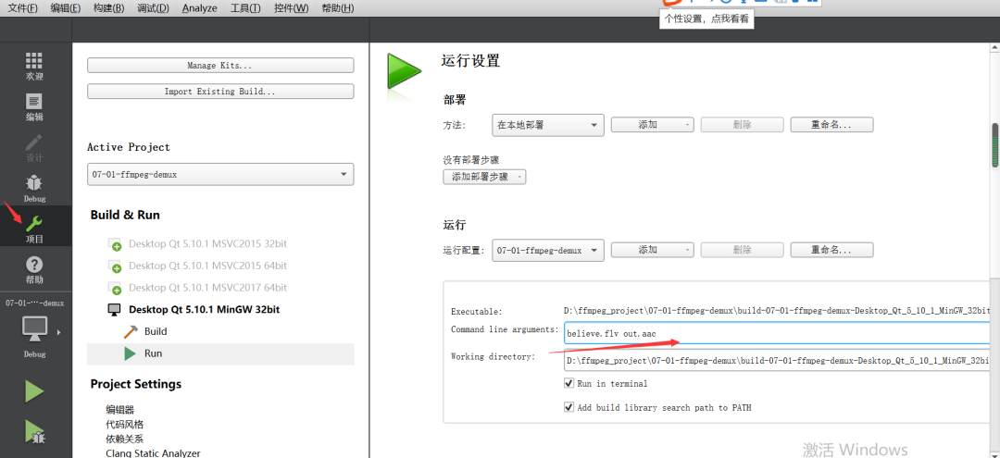 文件(F) 编辑(E) 构建(B) 调试(D) Analyze 工具(T) 控件(W) 帮助(H)
个性设置，点我看看
欢迎
编辑
设计
Debug
项目
帮助
07-01-···-demux
Debug
Manage Kits...
Import Existing Build...
Active Project
07-01-ffmpeg-demux
Build & Run
Desktop Qt 5.10.1 MSVC2015 32bit
Desktop Qt 5.10.1 MSVC2015 64bit
Desktop Qt 5.10.1 MSVC2017 64bit
Desktop Qt 5.10.1 MinGW 32bit
Build
Run
Project Settings
编辑器
代码风格
依赖关系
Clang Static Analyzer
运行设置
部署
方法: 在本地部署 添加 删除 重命名...
没有部署步骤
添加部署步骤
运行
运行配置: 07-01-ffmpeg-demux 添加 删除 重命名...
Executable: D:\ffmpeg_project\07-01-ffmpeg-demux\build-07-01-ffmpeg-demux-Desktop_Qt_5_10_1_MinGW_32bit
Command line arguments: believe.flv out.aac
Working directory: D:\ffmpeg_project\07-01-ffmpeg-demux\build-07-01-ffmpeg-demux-Desktop_Qt_5_10_1_MinGW_32bi
Run in terminal
Add build library search path to PATH
激活 Windows